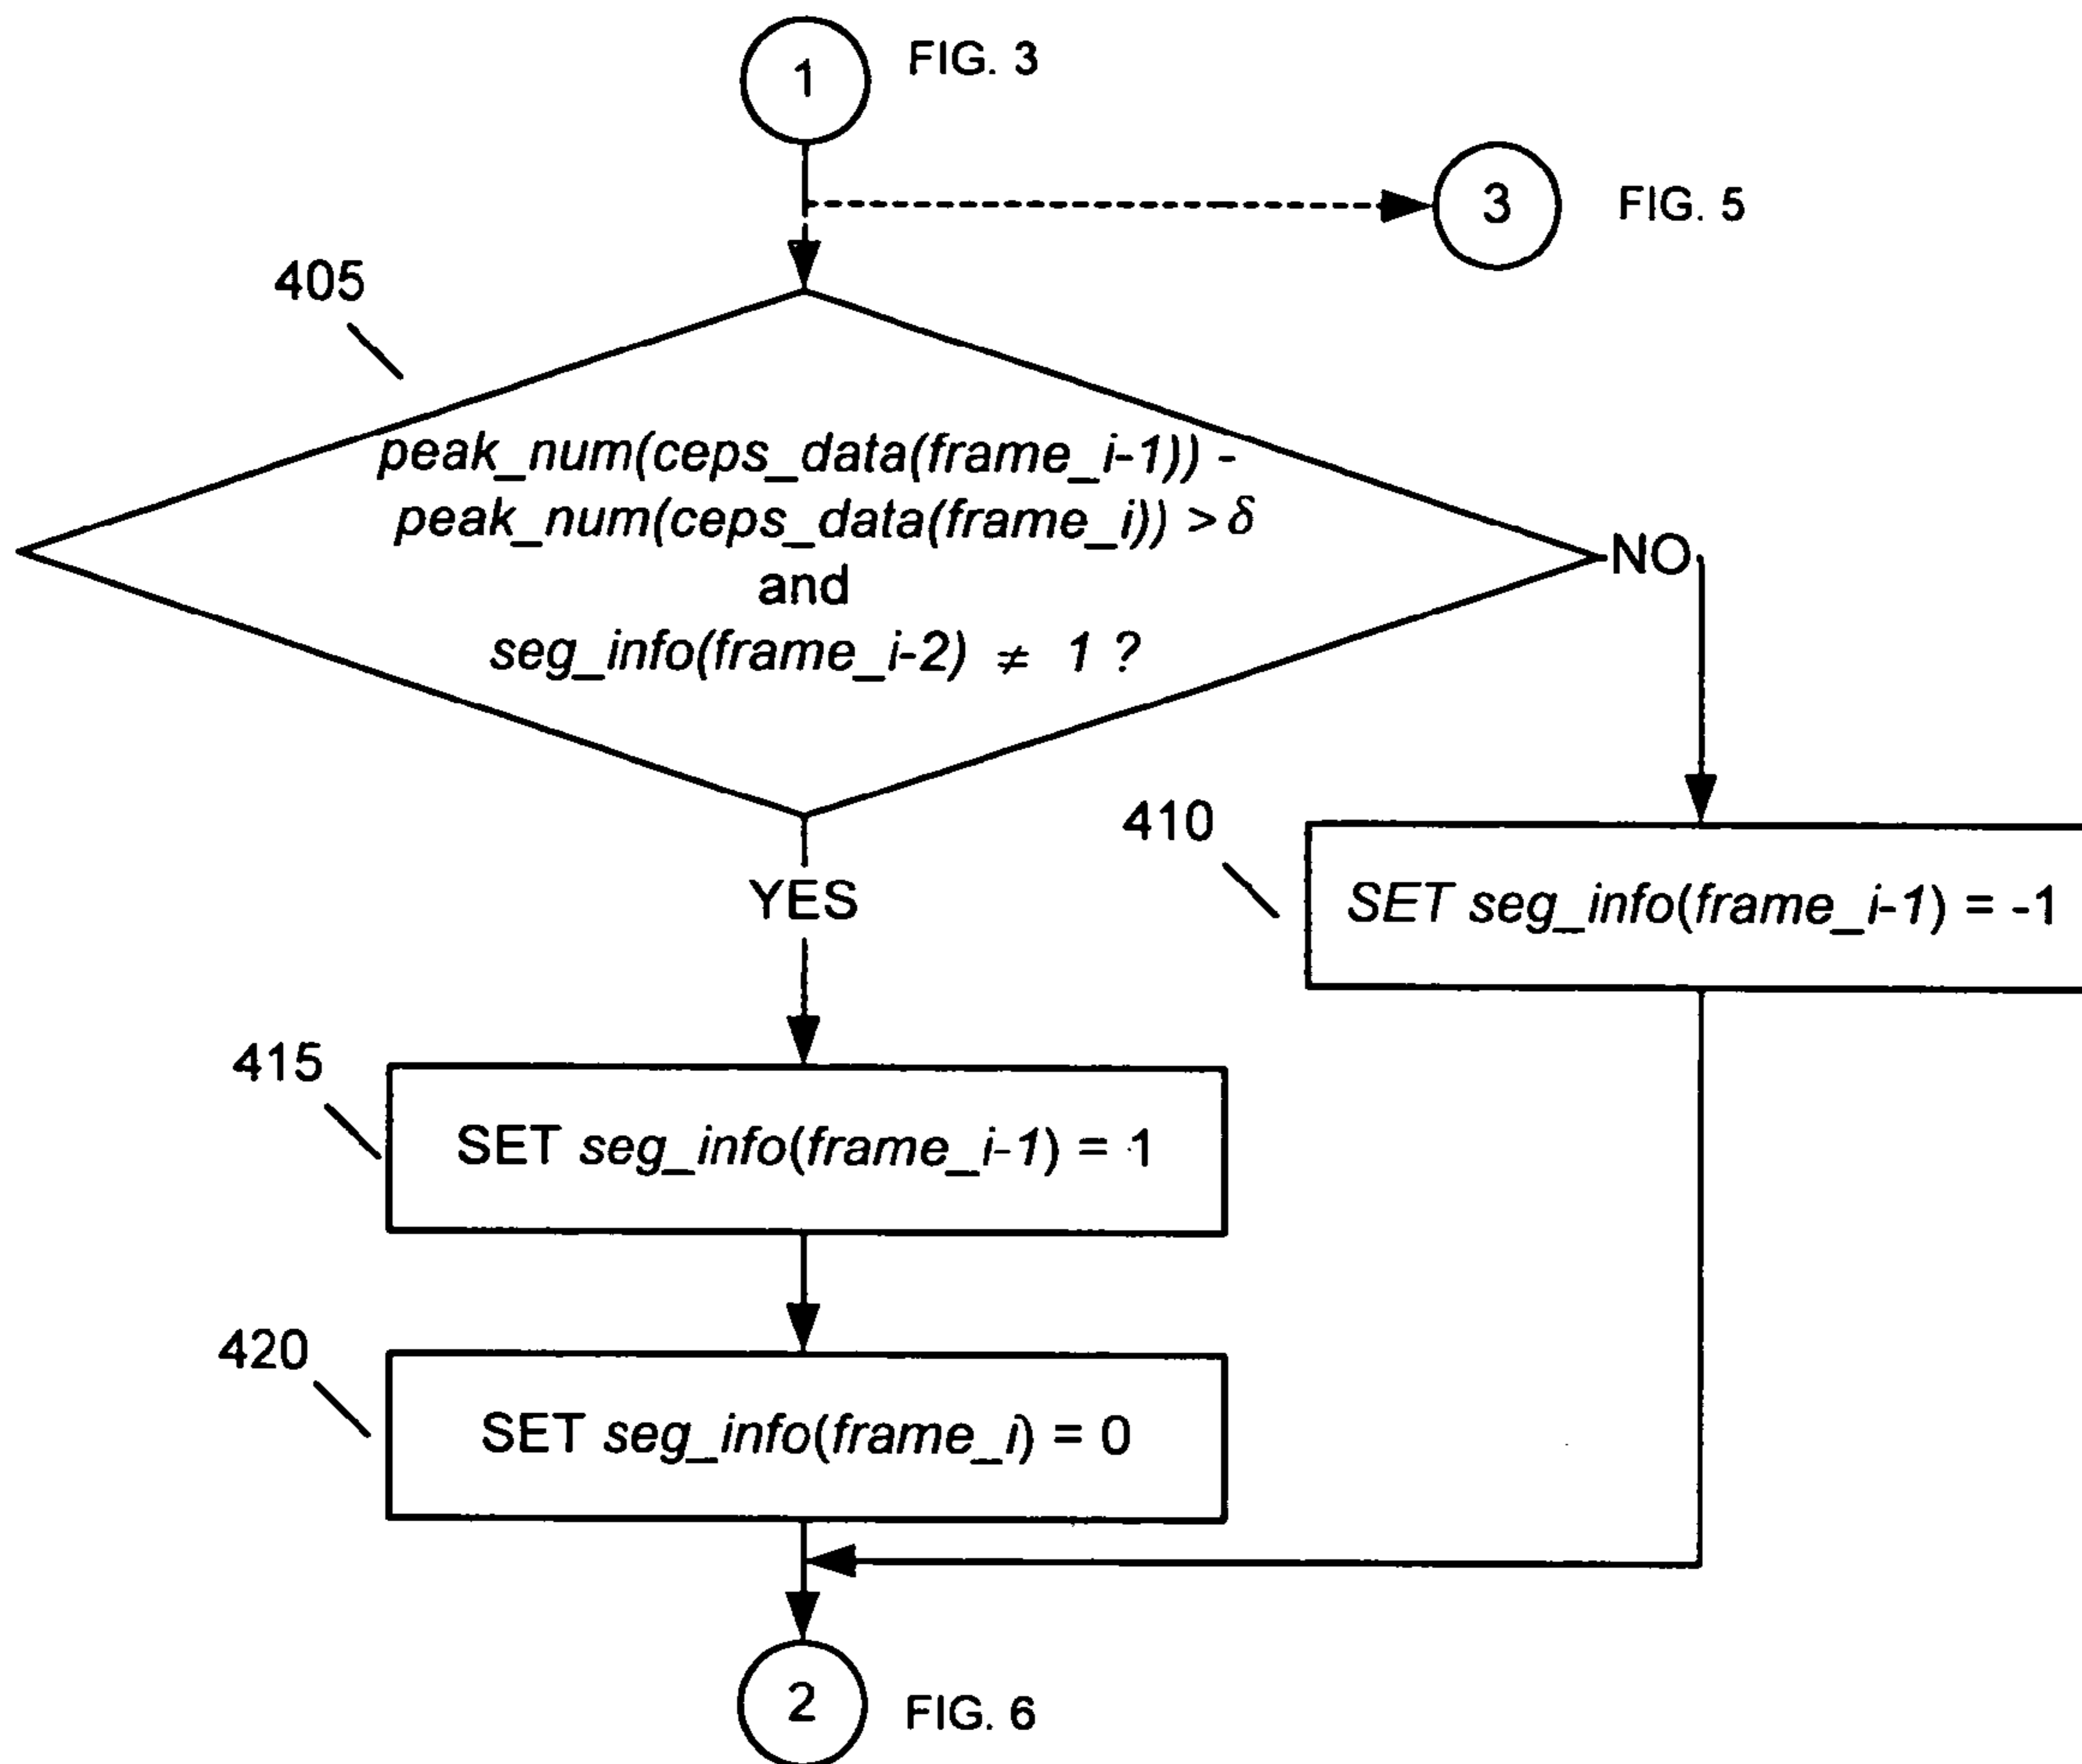 1
FIG. 3
3
FIG. 5
405
peak_num(ceps_data(frame_i-1)) -
peak_num(ceps_data(frame_i)) > δ
and
seg_info(frame_i-2) ≠ 1 ?
NO
410
SET seg_info(frame_i-1) = -1
YES
415
SET seg_info(frame_i-1) = 1
420
SET seg_info(frame_i) = 0
2
FIG. 6